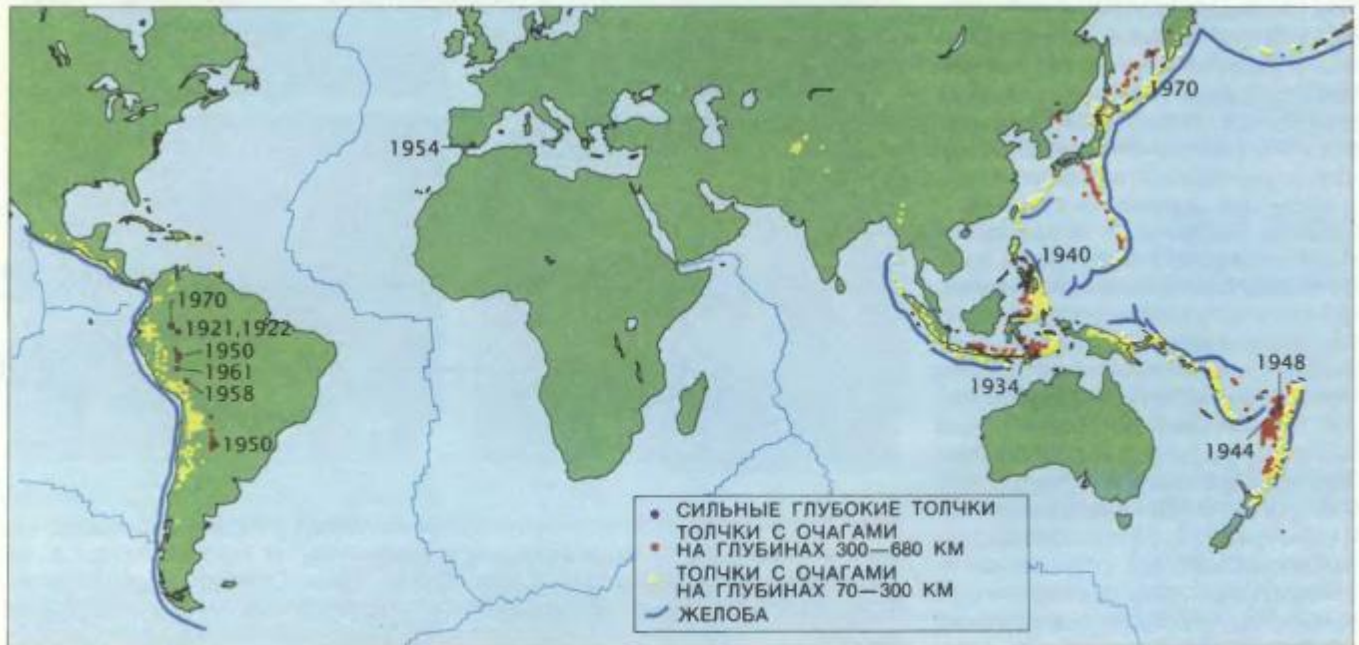 1970
1954
1940
1970
1921, 1922
1950
1961
1958
1934
1948
1950
1944
СИЛЬНЫЕ ГЛУБОКИЕ ТОЛЧКИ
ТОЛЧКИ С ОЧАГАМИ
НА ГЛУБИНАХ 300—680 КМ
ТОЛЧКИ С ОЧАГАМИ
НА ГЛУБИНАХ 70—300 КМ
ЖЕЛОБА